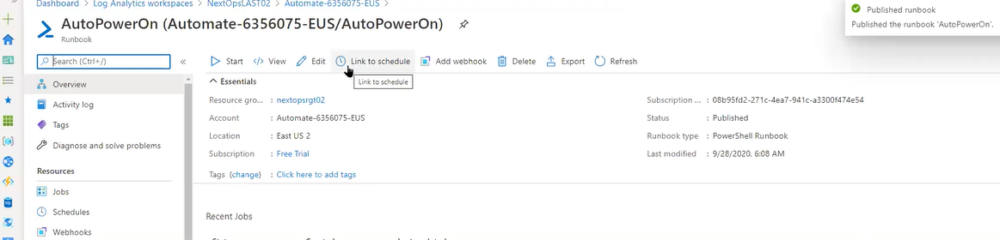 Dashboard > Log Analytics workspaces > NextOpsLAST02 > Automate-6356075-EUS >
AutoPowerOn (Automate-6356075-EUS/AutoPowerOn)
Runbook
Published runbook
Published the runbook 'AutoPowerOn'.
Search (Ctrl+/)
«
Start View Edit Link to schedule Add webhook Delete Export Refresh
Link to schedule
Overview
Activity log
Tags
Diagnose and solve problems
Resources
Jobs
Schedules
Webhooks
Essentials
Resource gro... : nextopsrgt02
Account : Automate-6356075-EUS
Location : East US 2
Subscription : Free Trial
Tags (change) : Click here to add tags
Subscription ... : 08b95fd2-271c-4ea7-941c-a3300f474e54
Status : Published
Runbook type : PowerShell Runbook
Last modified : 9/28/2020, 6:08 AM
Recent Jobs